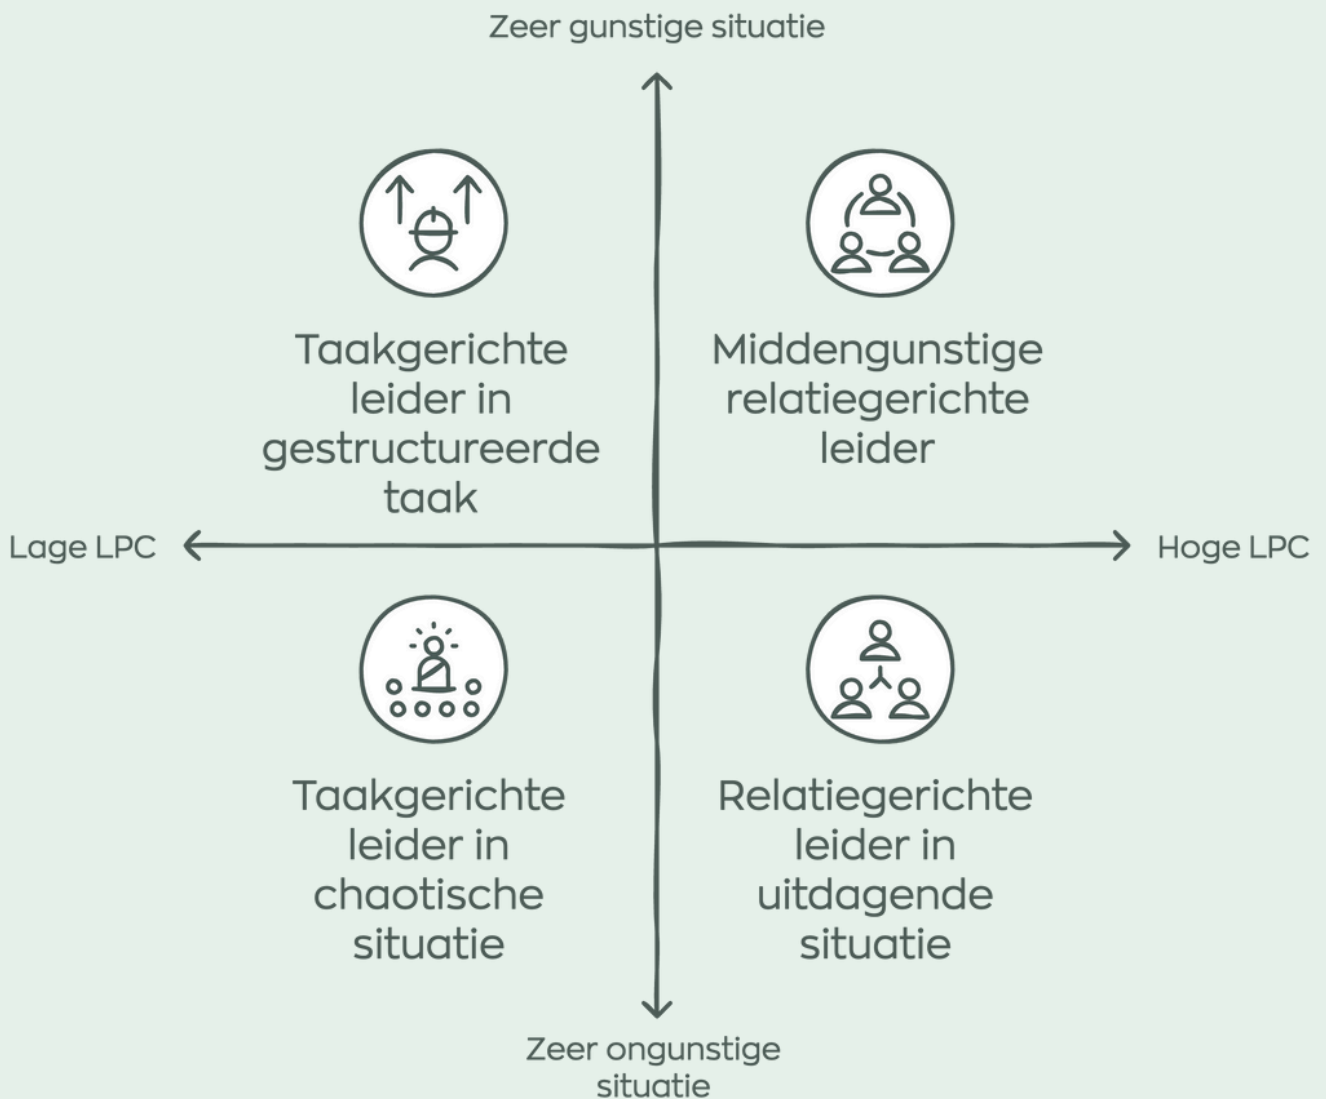 Zeer gunstige situatie
Taakgerichte
leider in
gestructureerde
taak
Middengunstige
relatiegerichte
leider
Lage LPC
Hoge LPC
Taakgerichte
leider in
chaotische
situatie
Relatiegerichte
leider in
uitdagende
situatie
Zeer ongunstige
situatie